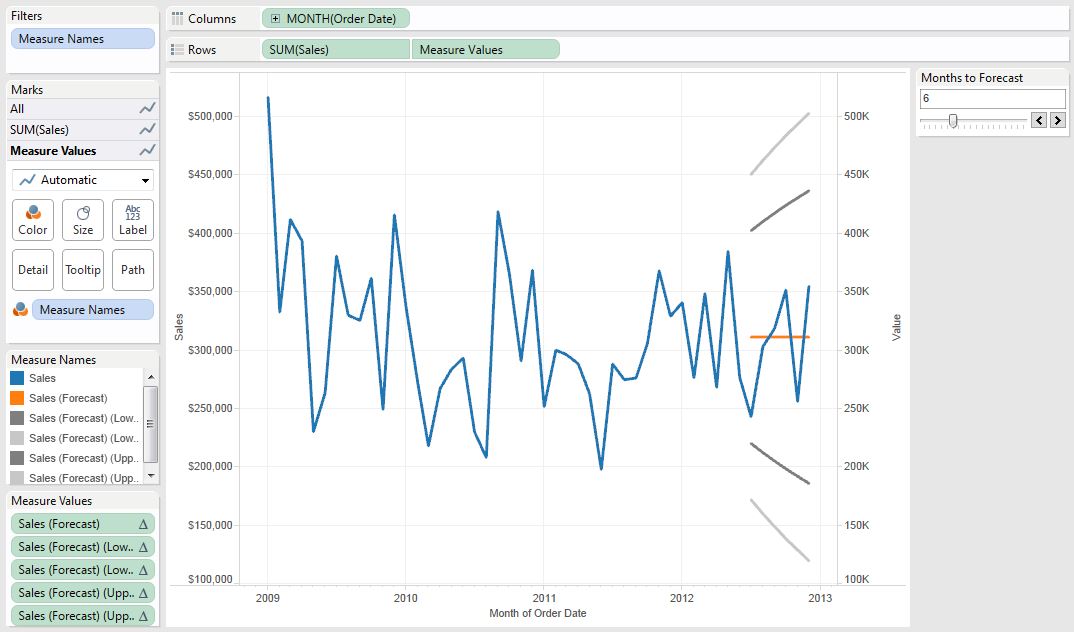 Filters
Measure Names
Marks
All
SUM(Sales)
Measure Values
Automatic
Color
Size
Abc
123
Label
Detail
Tooltip
Path
Measure Names
Measure Names
Sales
Sales (Forecast)
Sales (Forecast) (Low..
Sales (Forecast) (Low..
Sales (Forecast) (Upp..
Sales (Forecast) (Upp..
Measure Values
Sales (Forecast) Δ
Sales (Forecast) (Low.. Δ
Sales (Forecast) (Low.. Δ
Sales (Forecast) (Upp.. Δ
Sales (Forecast) (Upp.. Δ
Columns
MONTH(Order Date)
Rows
SUM(Sales)
Measure Values
Sales
$500,000
$450,000
$400,000
$350,000
$300,000
$250,000
$200,000
$150,000
$100,000
500K
450K
400K
350K
300K
250K
200K
150K
100K
Value
2009
2010
2011
2012
2013
Month of Order Date
Months to Forecast
6